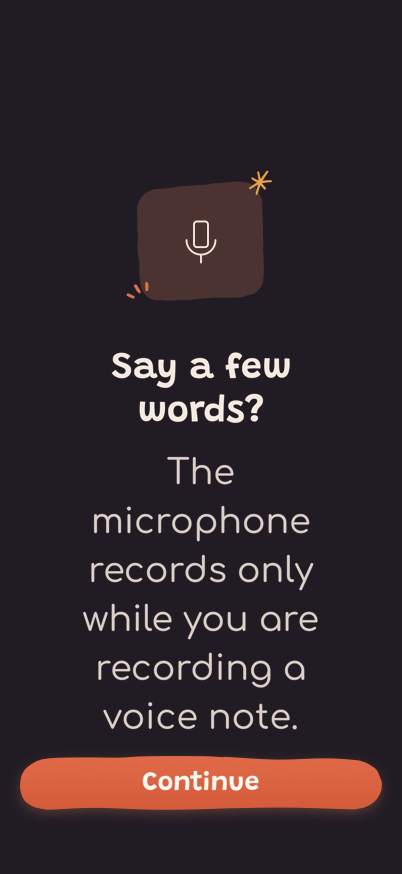 Say a few
words?
The
microphone
records only
while you are
recording a
voice note.
Continue